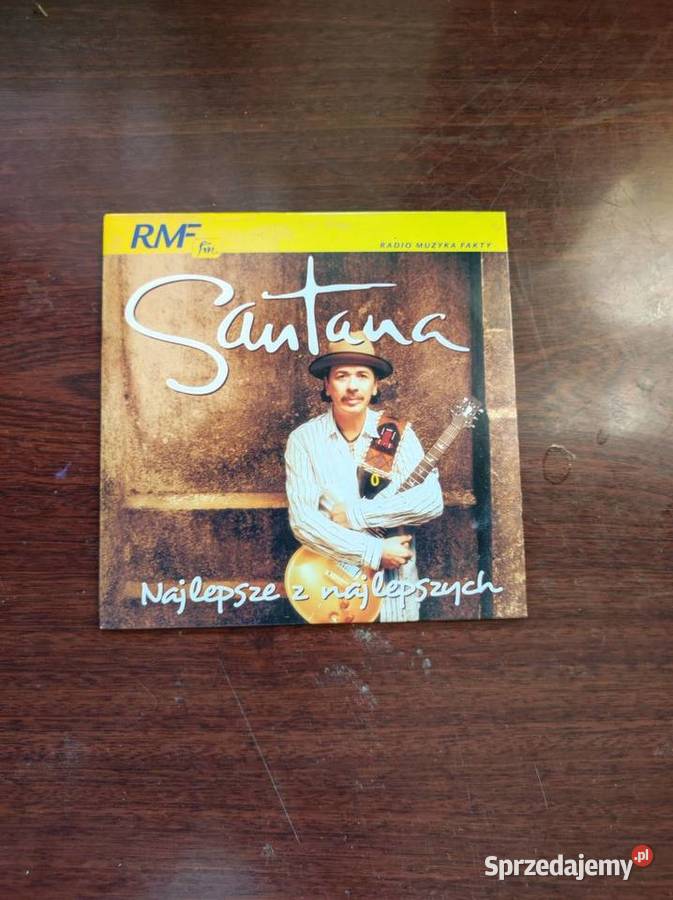 RMF
fm
RADIO MUZYKA FAKTY
Santana
Najlepsze z najlepszych
Sprzedajemy.pl